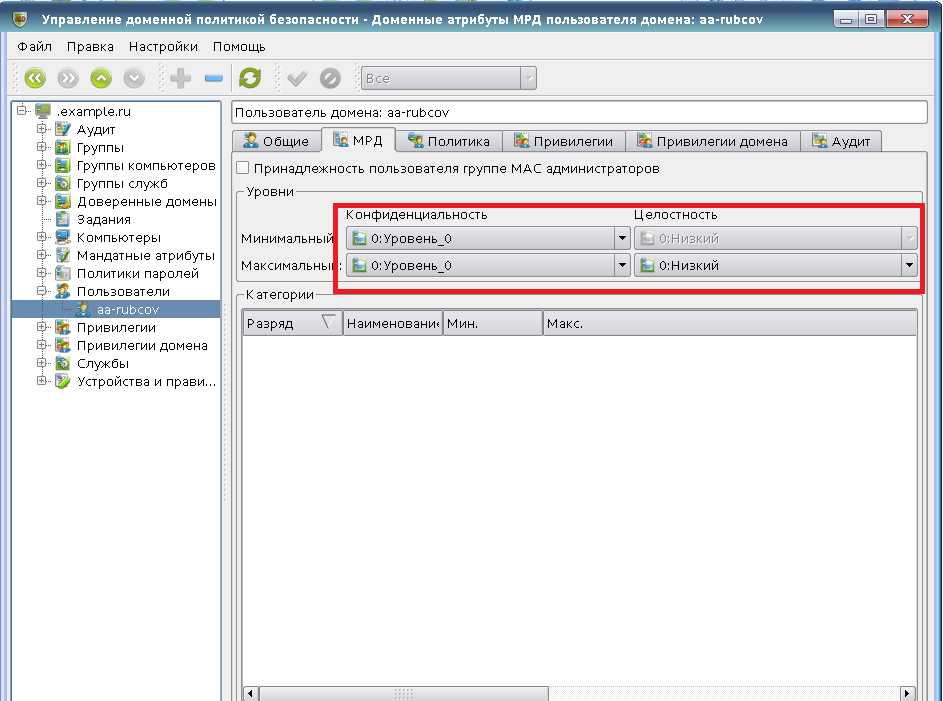 Управление доменной политикой безопасности - Доменные атрибуты МРД пользователя домена: aa-rubcov
Файл Правка Настройки Помощь
Все
.example.ru
Аудит
Группы
Группы компьютеров
Группы служб
Доверенные домены
Задания
Компьютеры
Мандатные атрибуты
Политики паролей
Пользователи
aa-rubcov
Привилегии
Привилегии домена
Службы
Устройства и прави...
Пользователь домена: aa-rubcov
Общие МРД Политика Привилегии Привилегии домена Аудит
Принадлежность пользователя группе МАС администраторов
Уровни
Конфиденциальность Целостность
Минимальный 0:Уровень_0 0:Низкий
Максимальный: 0:Уровень_0 0:Низкий
Категории
Разряд Наименование Мин. Макс.